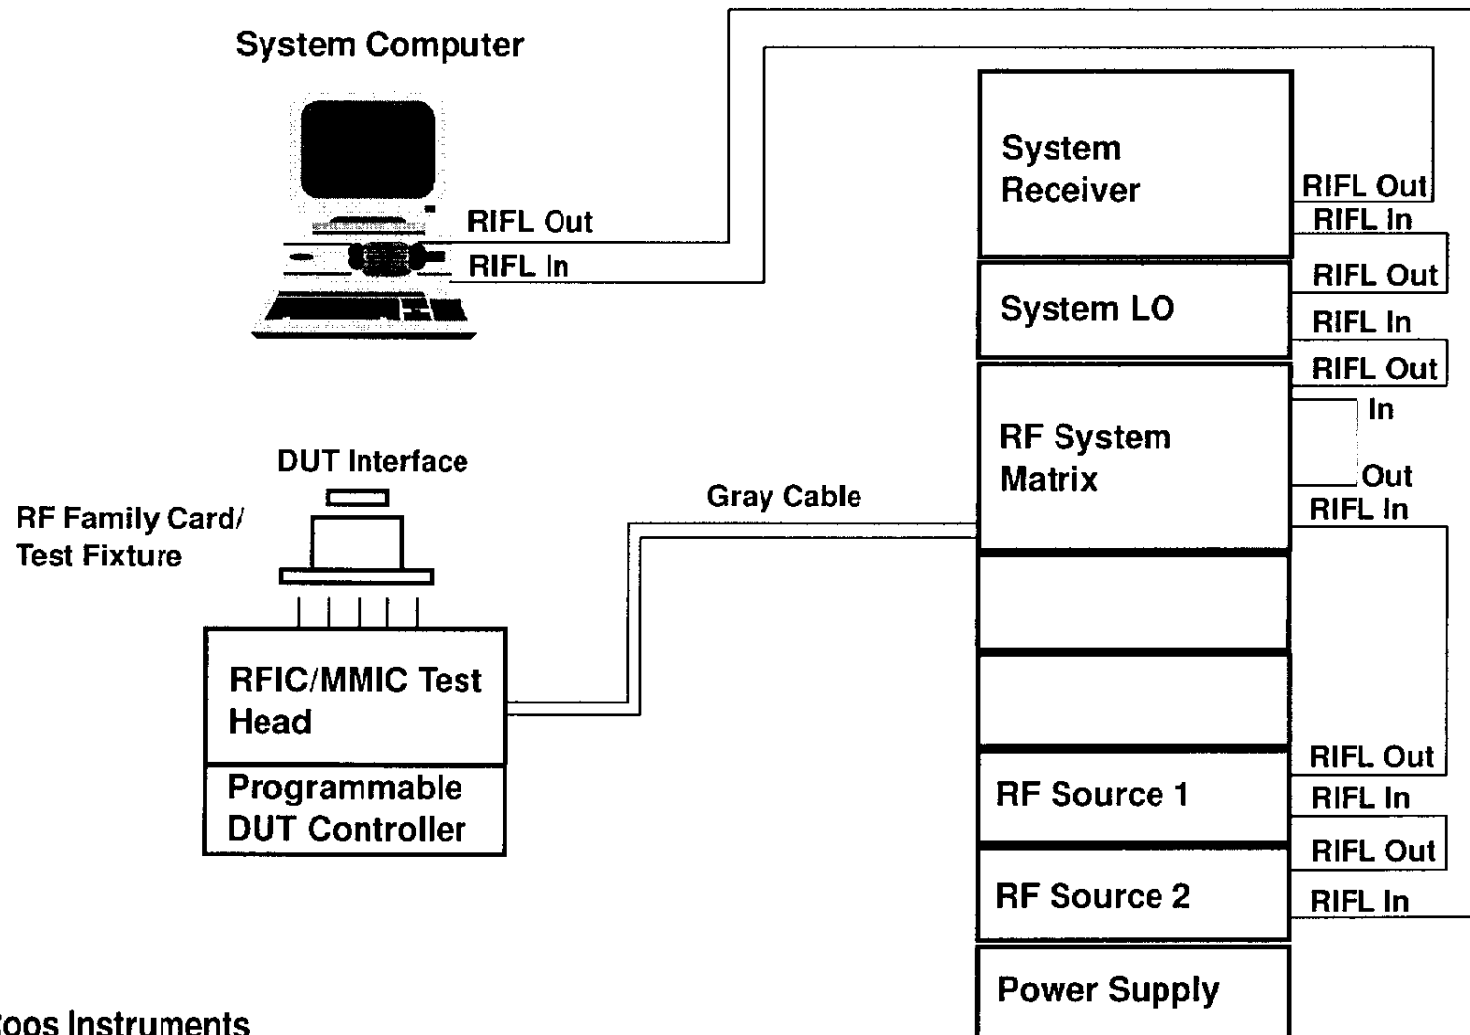 System Computer
RIFL Out
RIFL In
System
Receiver
RIFL Out
RIFL In
System LO
RIFL Out
RIFL In
RF System
Matrix
RIFL Out
In
Out
RIFL In
DUT Interface
RF Family Card/
Test Fixture
Gray Cable
RFIC/MMIC Test
Head
Programmable
DUT Controller
RF Source 1
RIFL Out
RIFL In
RF Source 2
RIFL Out
RIFL In
Power Supply
Instruments